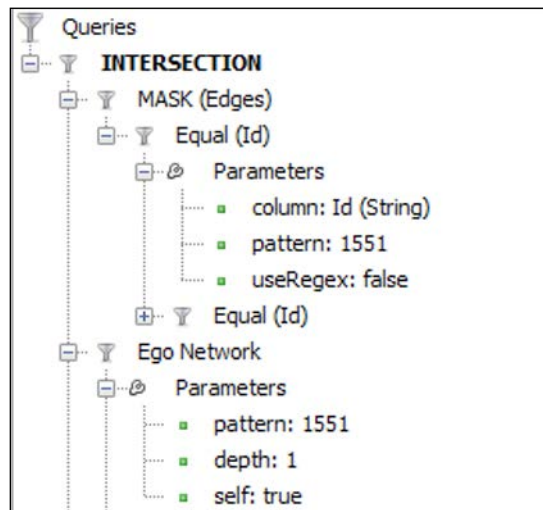 Queries
INTERSECTION
MASK (Edges)
Equal (Id)
Parameters
column: Id (String)
pattern: 1551
useRegex: false
Equal (Id)
Ego Network
Parameters
pattern: 1551
depth: 1
self: true